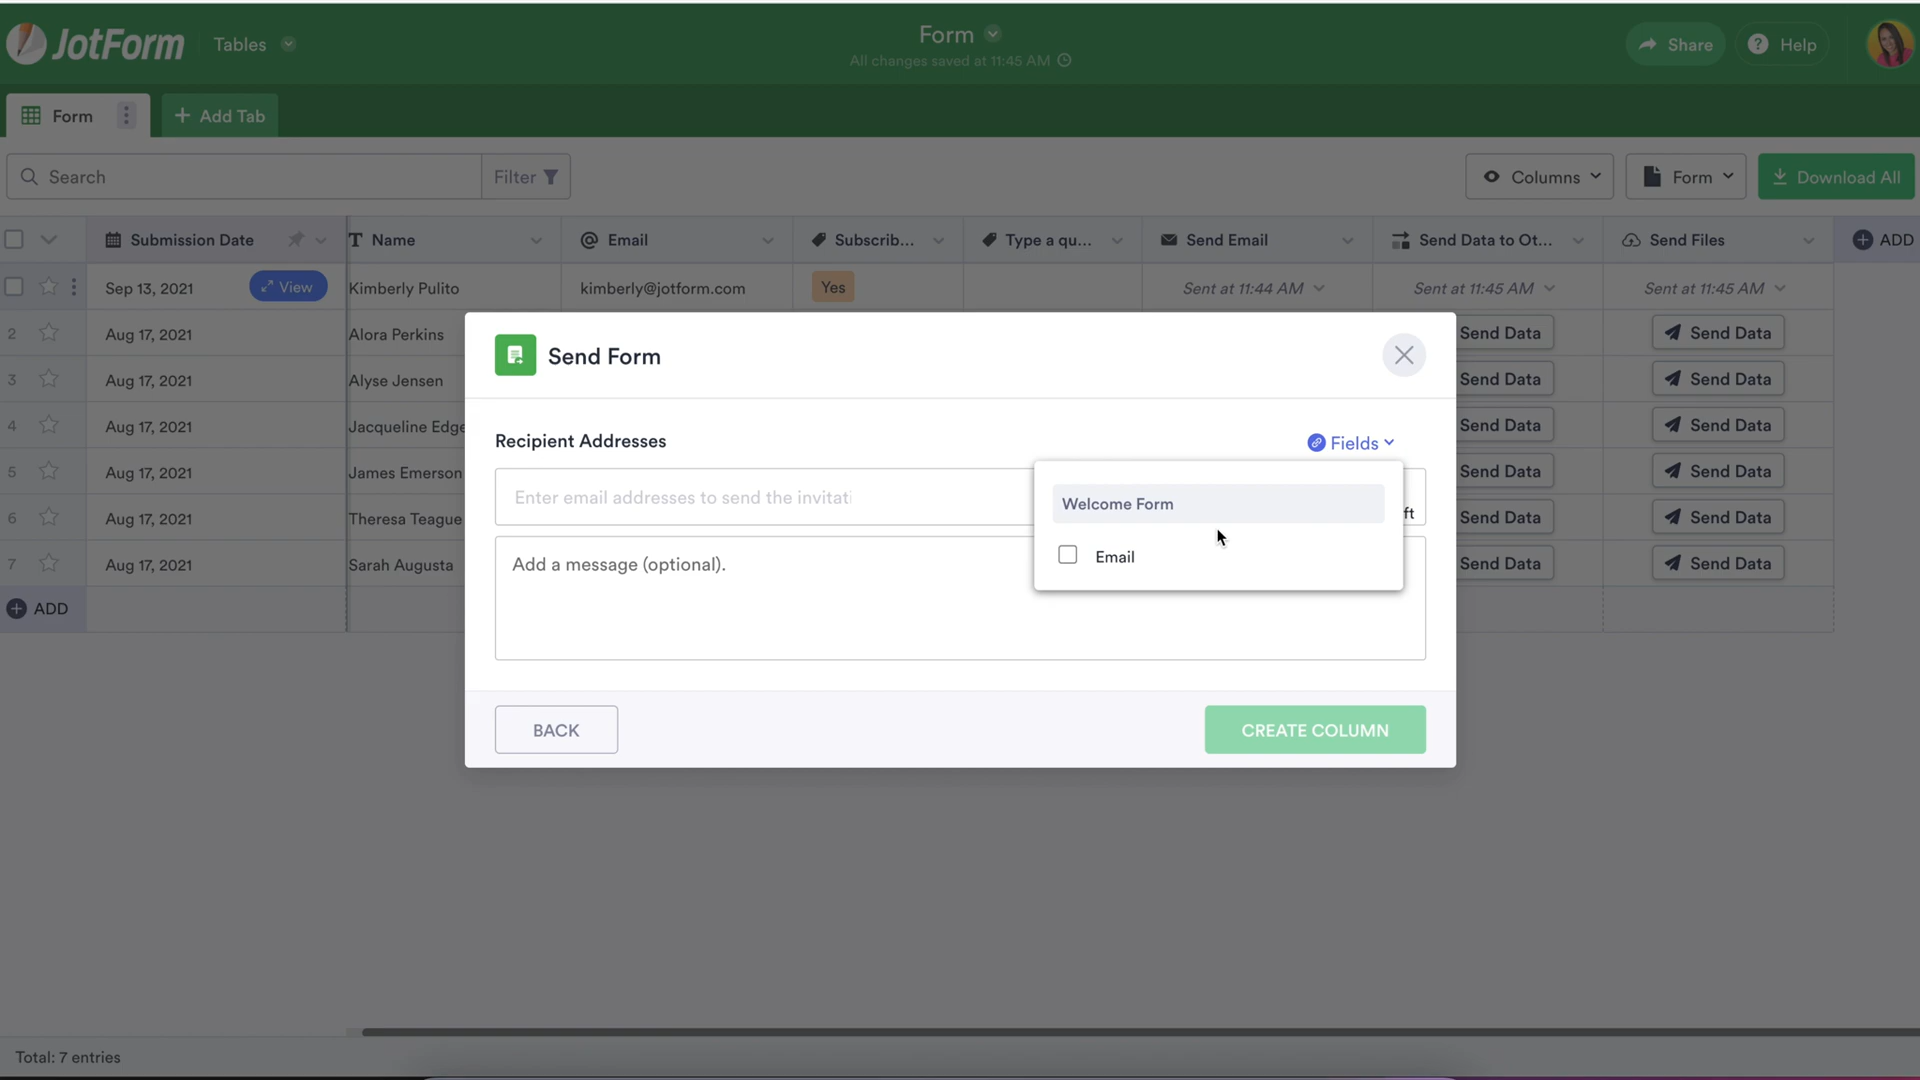 JotForm
Tables
Form
All changes saved at 11:45 AM
Share
? Help
Form
+ Add Tab
Search
Filter
Columns
Form
Download All
Submission Date
T Name
@ Email
Subscrib...
Type a qu...
Send Email
Send Data to Ot...
Send Files
+ ADD
Sep 13, 2021
View
Kimberly Pulito
kimberly@jotform.com
Yes
Sent at 11:44 AM
Sent at 11:45 AM
Sent at 11:45 AM
2
Aug 17, 2021
Alora Perkins
Send Data
Send Data
3
Aug 17, 2021
Alyse Jensen
Send Data
Send Data
4
Aug 17, 2021
Jacqueline Edge
Send Data
Send Data
5
Aug 17, 2021
James Emerson
Send Data
Send Data
6
Aug 17, 2021
Theresa Teague
Send Data
Send Data
7
Aug 17, 2021
Sarah Augusta
Send Data
Send Data
+ ADD
Send Form
Recipient Addresses
Fields
Enter email addresses to send the invitati
ft
Welcome Form
Email
Add a message (optional).
BACK
CREATE COLUMN
Total: 7 entries